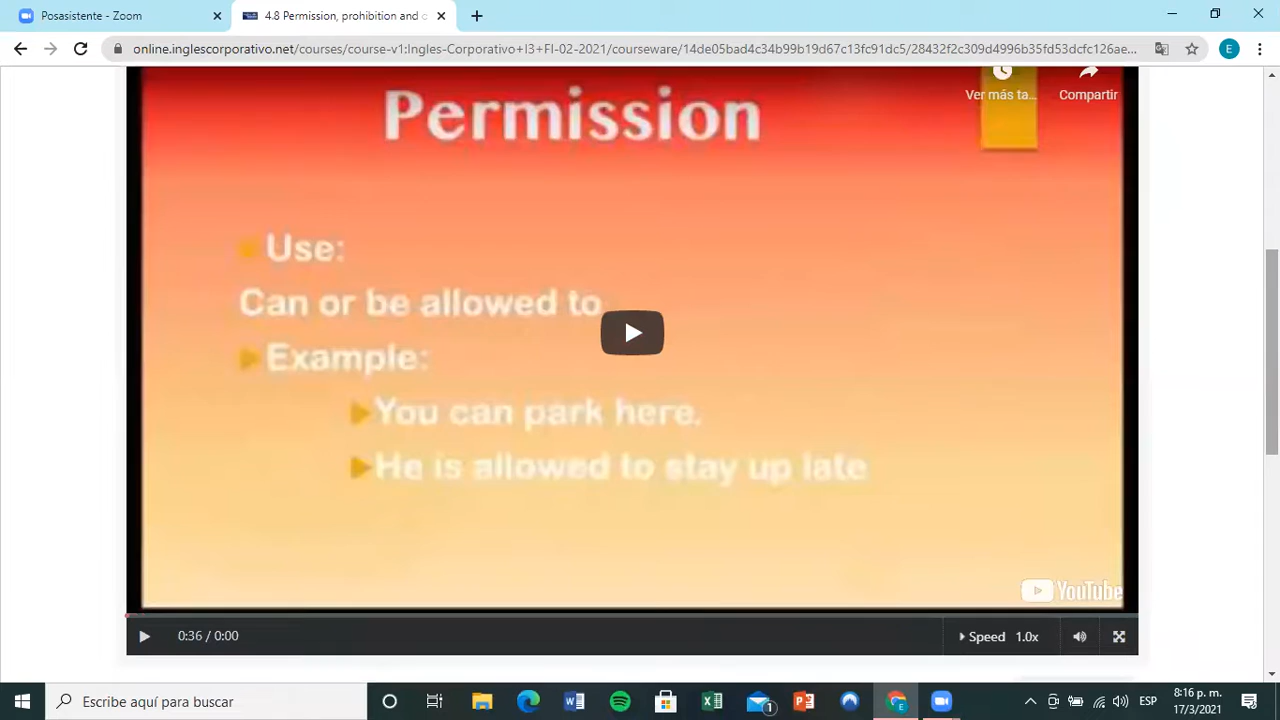 Posasistente - Zoom
4.8 Permission, prohibition and o
online.inglescorporativo.net/courses/course-v1:Ingles-Corporativo+I3+FI-02-2021/courseware/14de05bad4c34b99b19d67c13fc91dc5/28432f2c309d4996b35fd53dcfc126ae...
E
Ver más ta...
Compartir
Permission
Use:
Can or be allowed to
Example:
You can park here.
He is allowed to stay up late
YouTube
0:36 / 0:00
Speed 1.0x
Escribe aquí para buscar
1
E
ESP
8:16 p. m.
17/3/2021